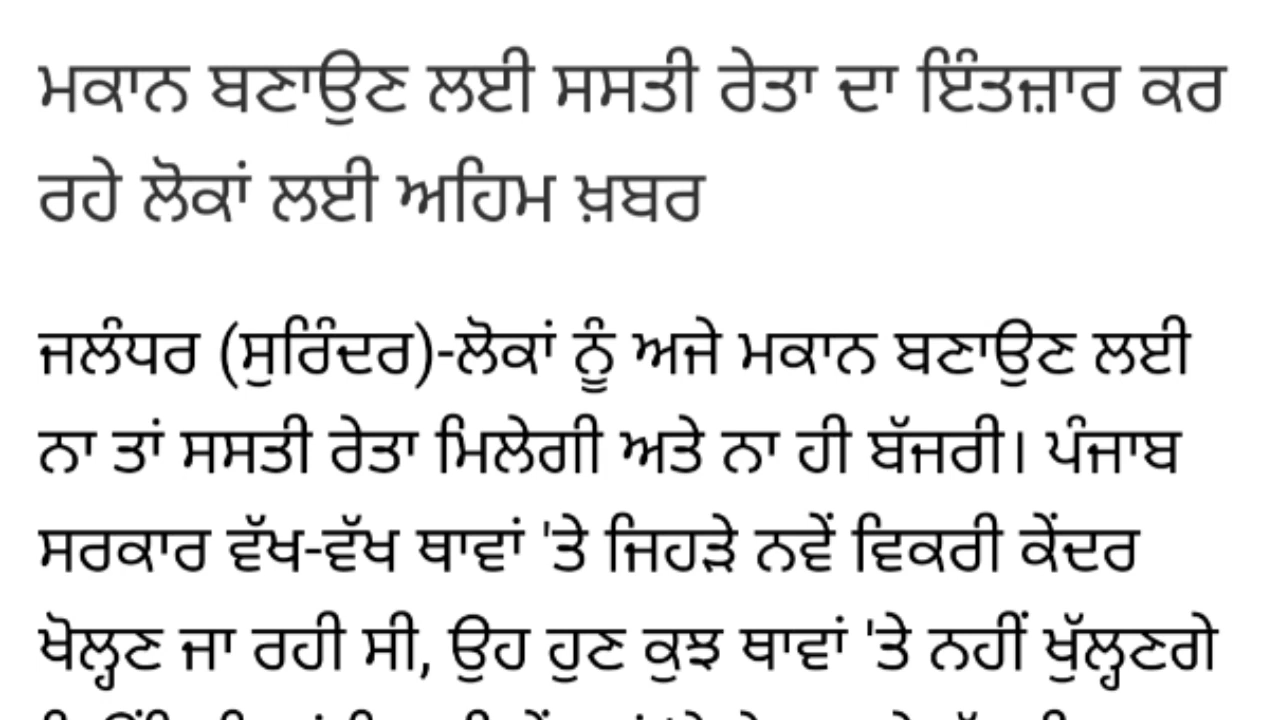 ਮਕਾਨ ਬਣਾਉਣ ਲਈ ਸਸਤੀ ਰੇਤਾ ਦਾ ਇੰਤਜ਼ਾਰ ਕਰ
ਰਹੇ ਲੋਕਾਂ ਲਈ ਅਹਿਮ ਖ਼ਬਰ
ਜਲੰਧਰ (ਸੁਰਿੰਦਰ)-ਲੋਕਾਂ ਨੂੰ ਅਜੇ ਮਕਾਨ ਬਣਾਉਣ ਲਈ
ਨਾ ਤਾਂ ਸਸਤੀ ਰੇਤਾ ਮਿਲੇਗੀ ਅਤੇ ਨਾ ਹੀ ਬੱਜਰੀ। ਪੰਜਾਬ
ਸਰਕਾਰ ਵੱਖ-ਵੱਖ ਥਾਵਾਂ 'ਤੇ ਜਿਹੜੇ ਨਵੇਂ ਵਿਕਰੀ ਕੇਂਦਰ
ਖੋਲ੍ਹਣ ਜਾ ਰਹੀ ਸੀ, ਉਹ ਹੁਣ ਕੁਝ ਥਾਵਾਂ 'ਤੇ ਨਹੀਂ ਖੁੱਲ੍ਹਣਗੇ